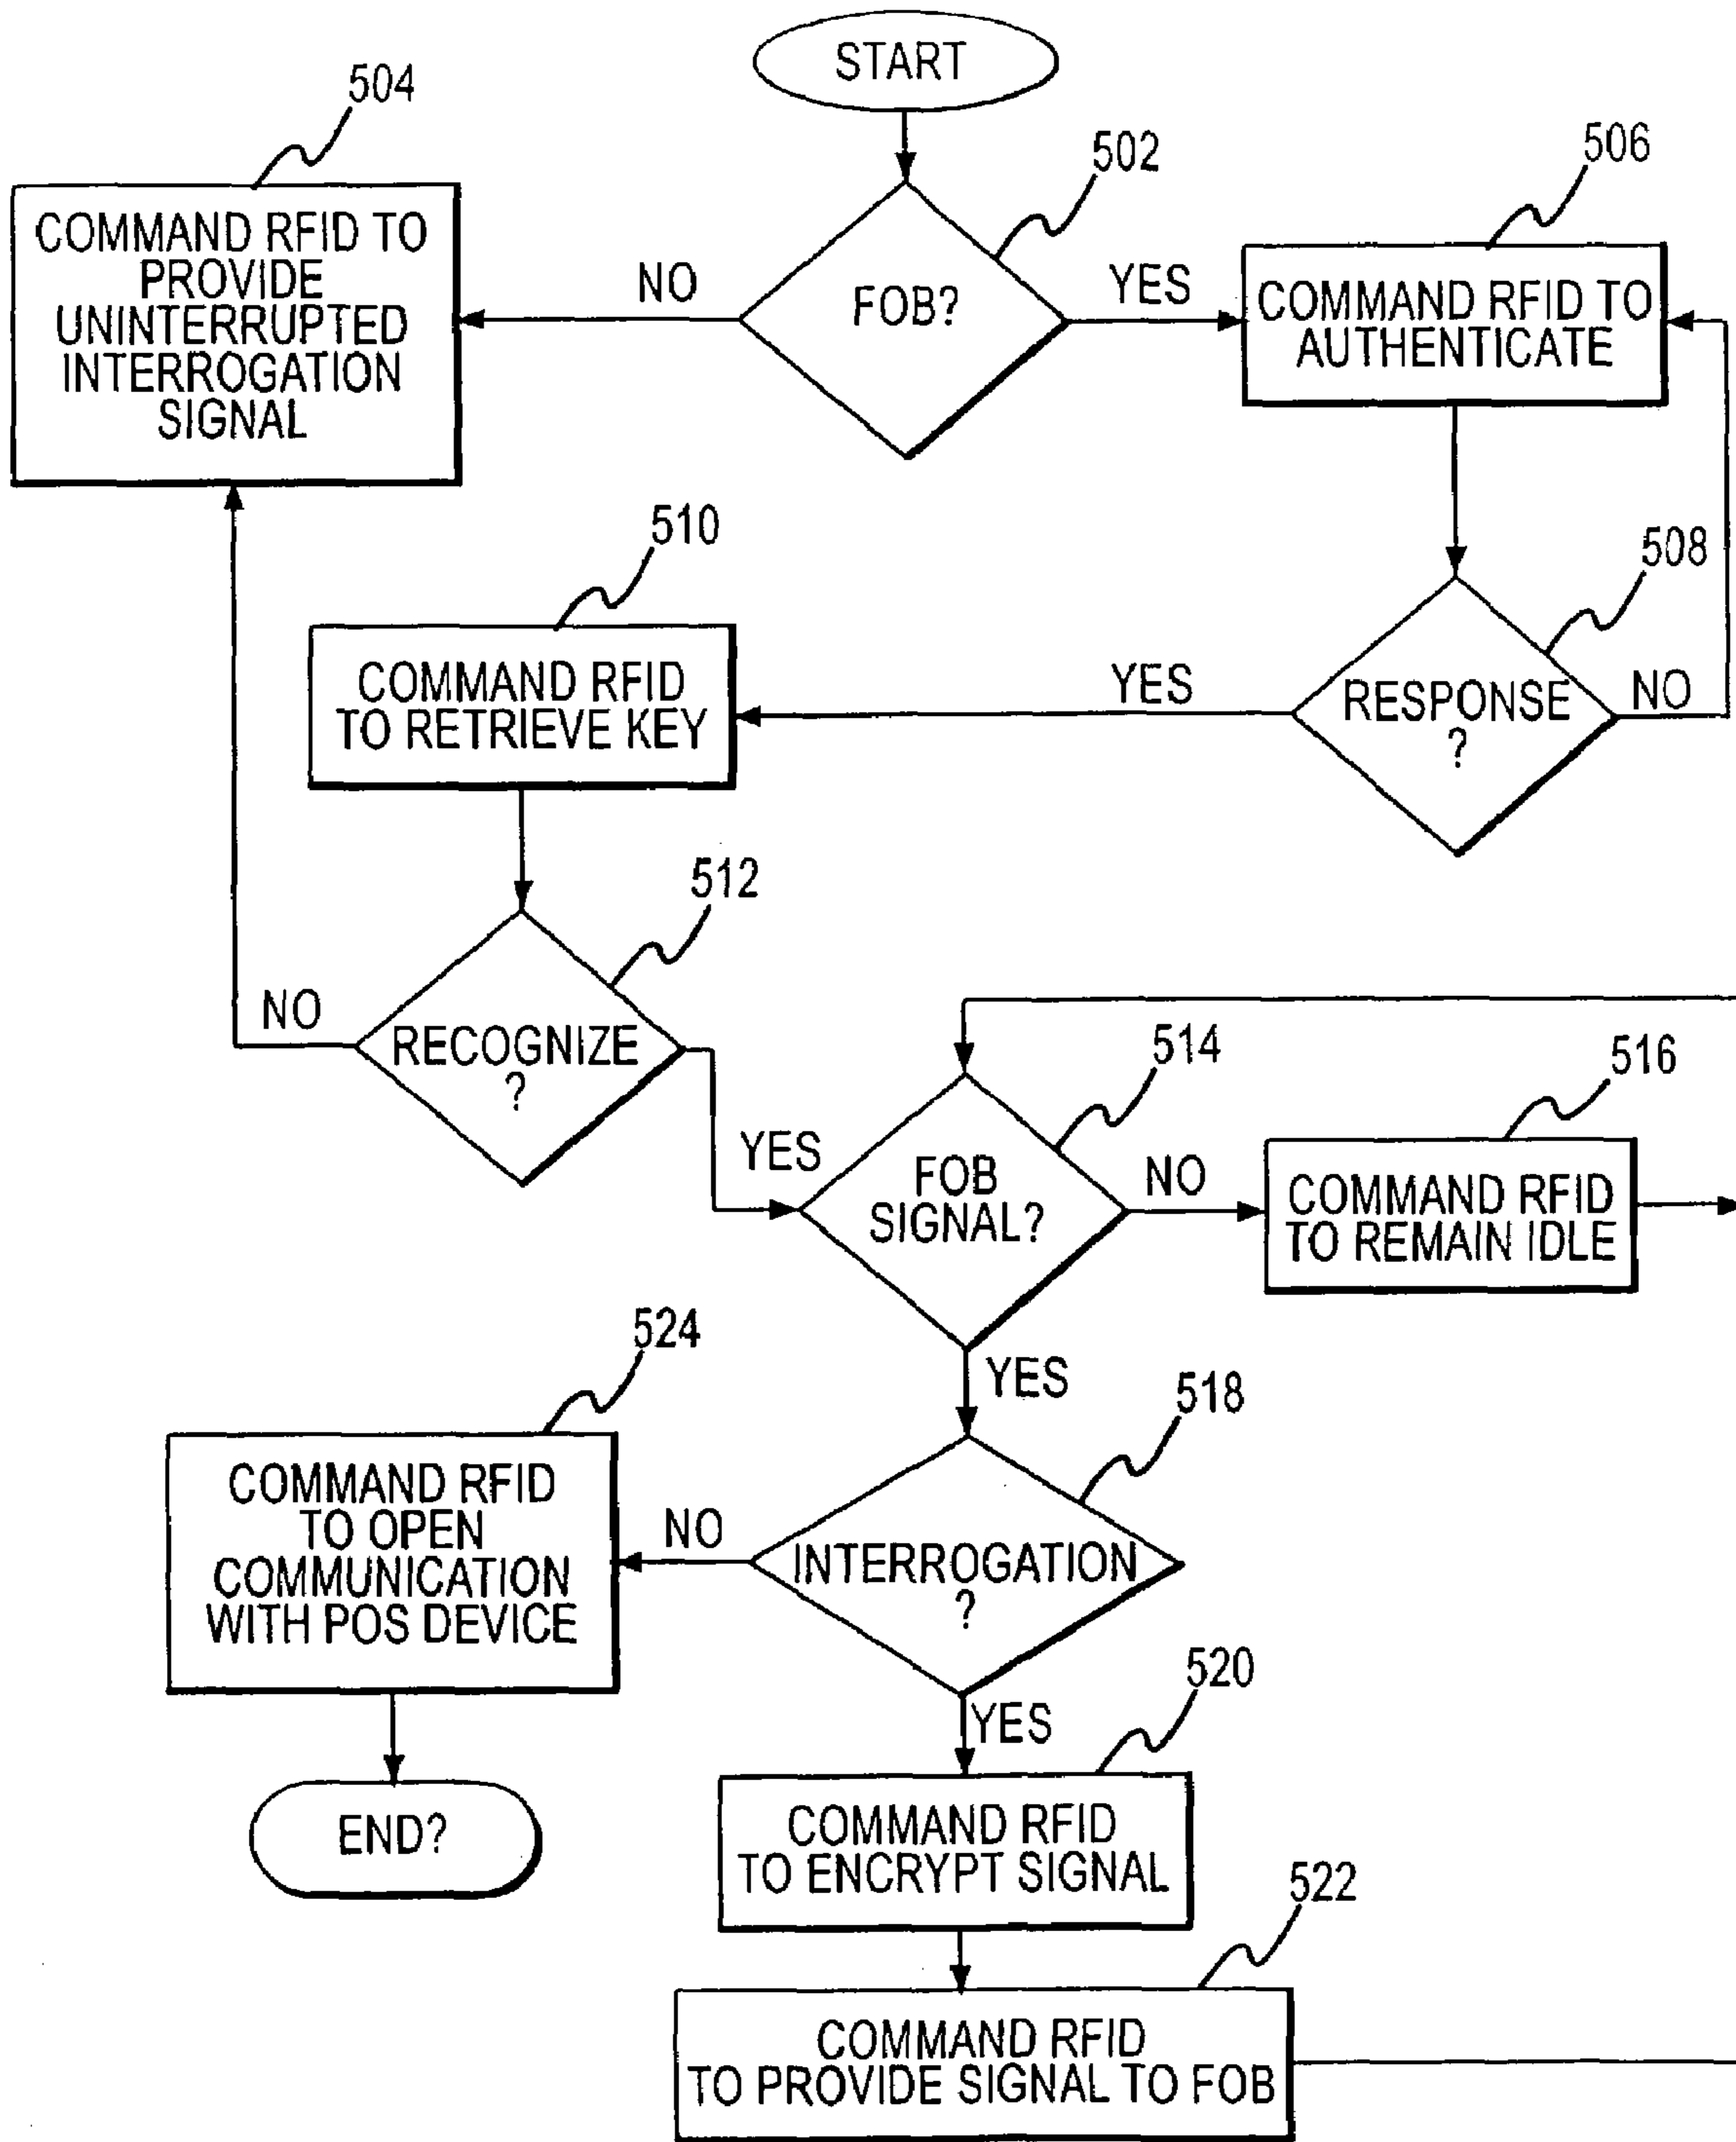 START
504
502
506
COMMAND RFID TO
PROVIDE
UNINTERRUPTED
INTERROGATION
SIGNAL
NO
FOB?
YES
COMMAND RFID TO
AUTHENTICATE
510
508
COMMAND RFID
TO RETRIEVE KEY
YES
RESPONSE
?
NO
512
NO
RECOGNIZE
?
YES
514
516
FOB
SIGNAL?
NO
COMMAND RFID
TO REMAIN IDLE
524
YES
518
COMMAND RFID
TO OPEN
COMMUNICATION
WITH POS DEVICE
NO
INTERROGATION
?
YES
520
END?
COMMAND RFID
TO ENCRYPT SIGNAL
522
COMMAND RFID
TO PROVIDE SIGNAL TO FOB